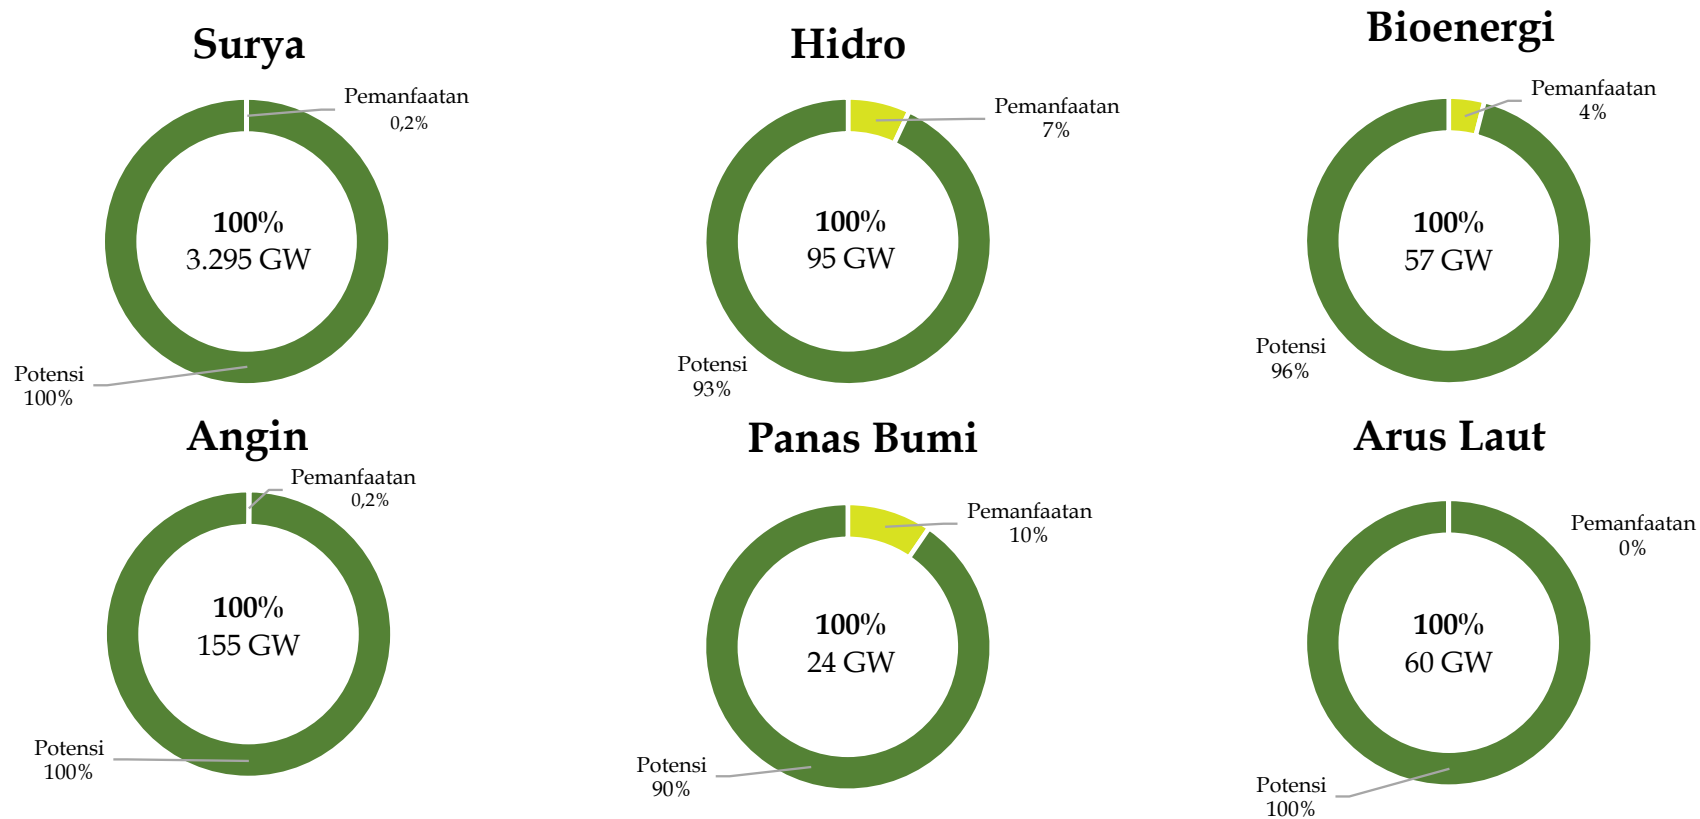 Surya
Pemanfaatan
0,2%
100%
3.295 GW
Potensi
100%
Hidro
Pemanfaatan
7%
100%
95 GW
Potensi
93%
Bioenergi
Pemanfaatan
4%
100%
57 GW
Potensi
96%
Angin
Pemanfaatan
0,2%
100%
155 GW
Potensi
100%
Panas Bumi
Pemanfaatan
10%
100%
24 GW
Potensi
90%
Arus Laut
Pemanfaatan
0%
100%
60 GW
Potensi
100%